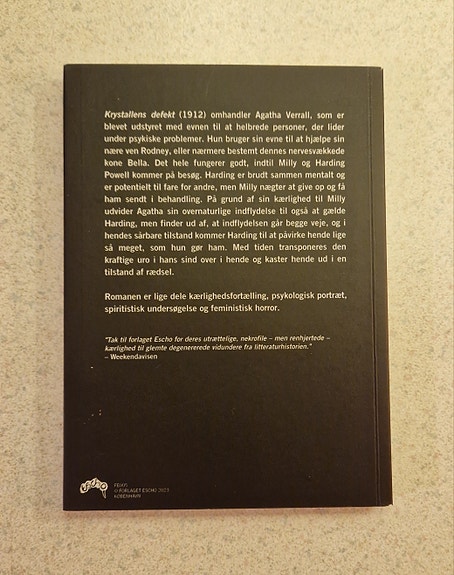 Krystallens defekt (1912) omhandler Agatha Verrall, som er
blevet udstyret med evnen til at helbrede personer, der lider
under psykiske problemer. Hun bruger sin evne til at hjælpe sin
nære ven Rodney, eller nærmere bestemt dennes nervesvækkede
kone Bella. Det hele fungerer godt, indtil Milly og Harding
Powell kommer på besøg. Harding er brudt sammen mentalt og
er potentielt til fare for andre, men Milly nægter at give op og få
ham sendt i behandling. På grund af sin kærlighed til Milly
udvider Agatha sin overnaturlige indflydelse til også at gælde
Harding, men finder ud af, at indflydelsen går begge veje, og i
hendes sårbare tilstand kommer Harding til at påvirke hende lige
så meget, som hun gør ham. Med tiden transponeres den
kraftige uro i hans sind over i hende og kaster hende ud i en
tilstand af rædsel.
Romanen er lige dele kærlighedsfortælling, psykologisk portræt,
spiritistisk undersøgelse og feministisk horror.
"Tak til forlaget Escho for deres utrættelige, nekrofile – men renhjertede –
kærlighed til glemte degenererede vidundere fra litteraturhistorien."
– Weekendavisen
© FORLAGET ESCHO 2023
KØBENHAVN